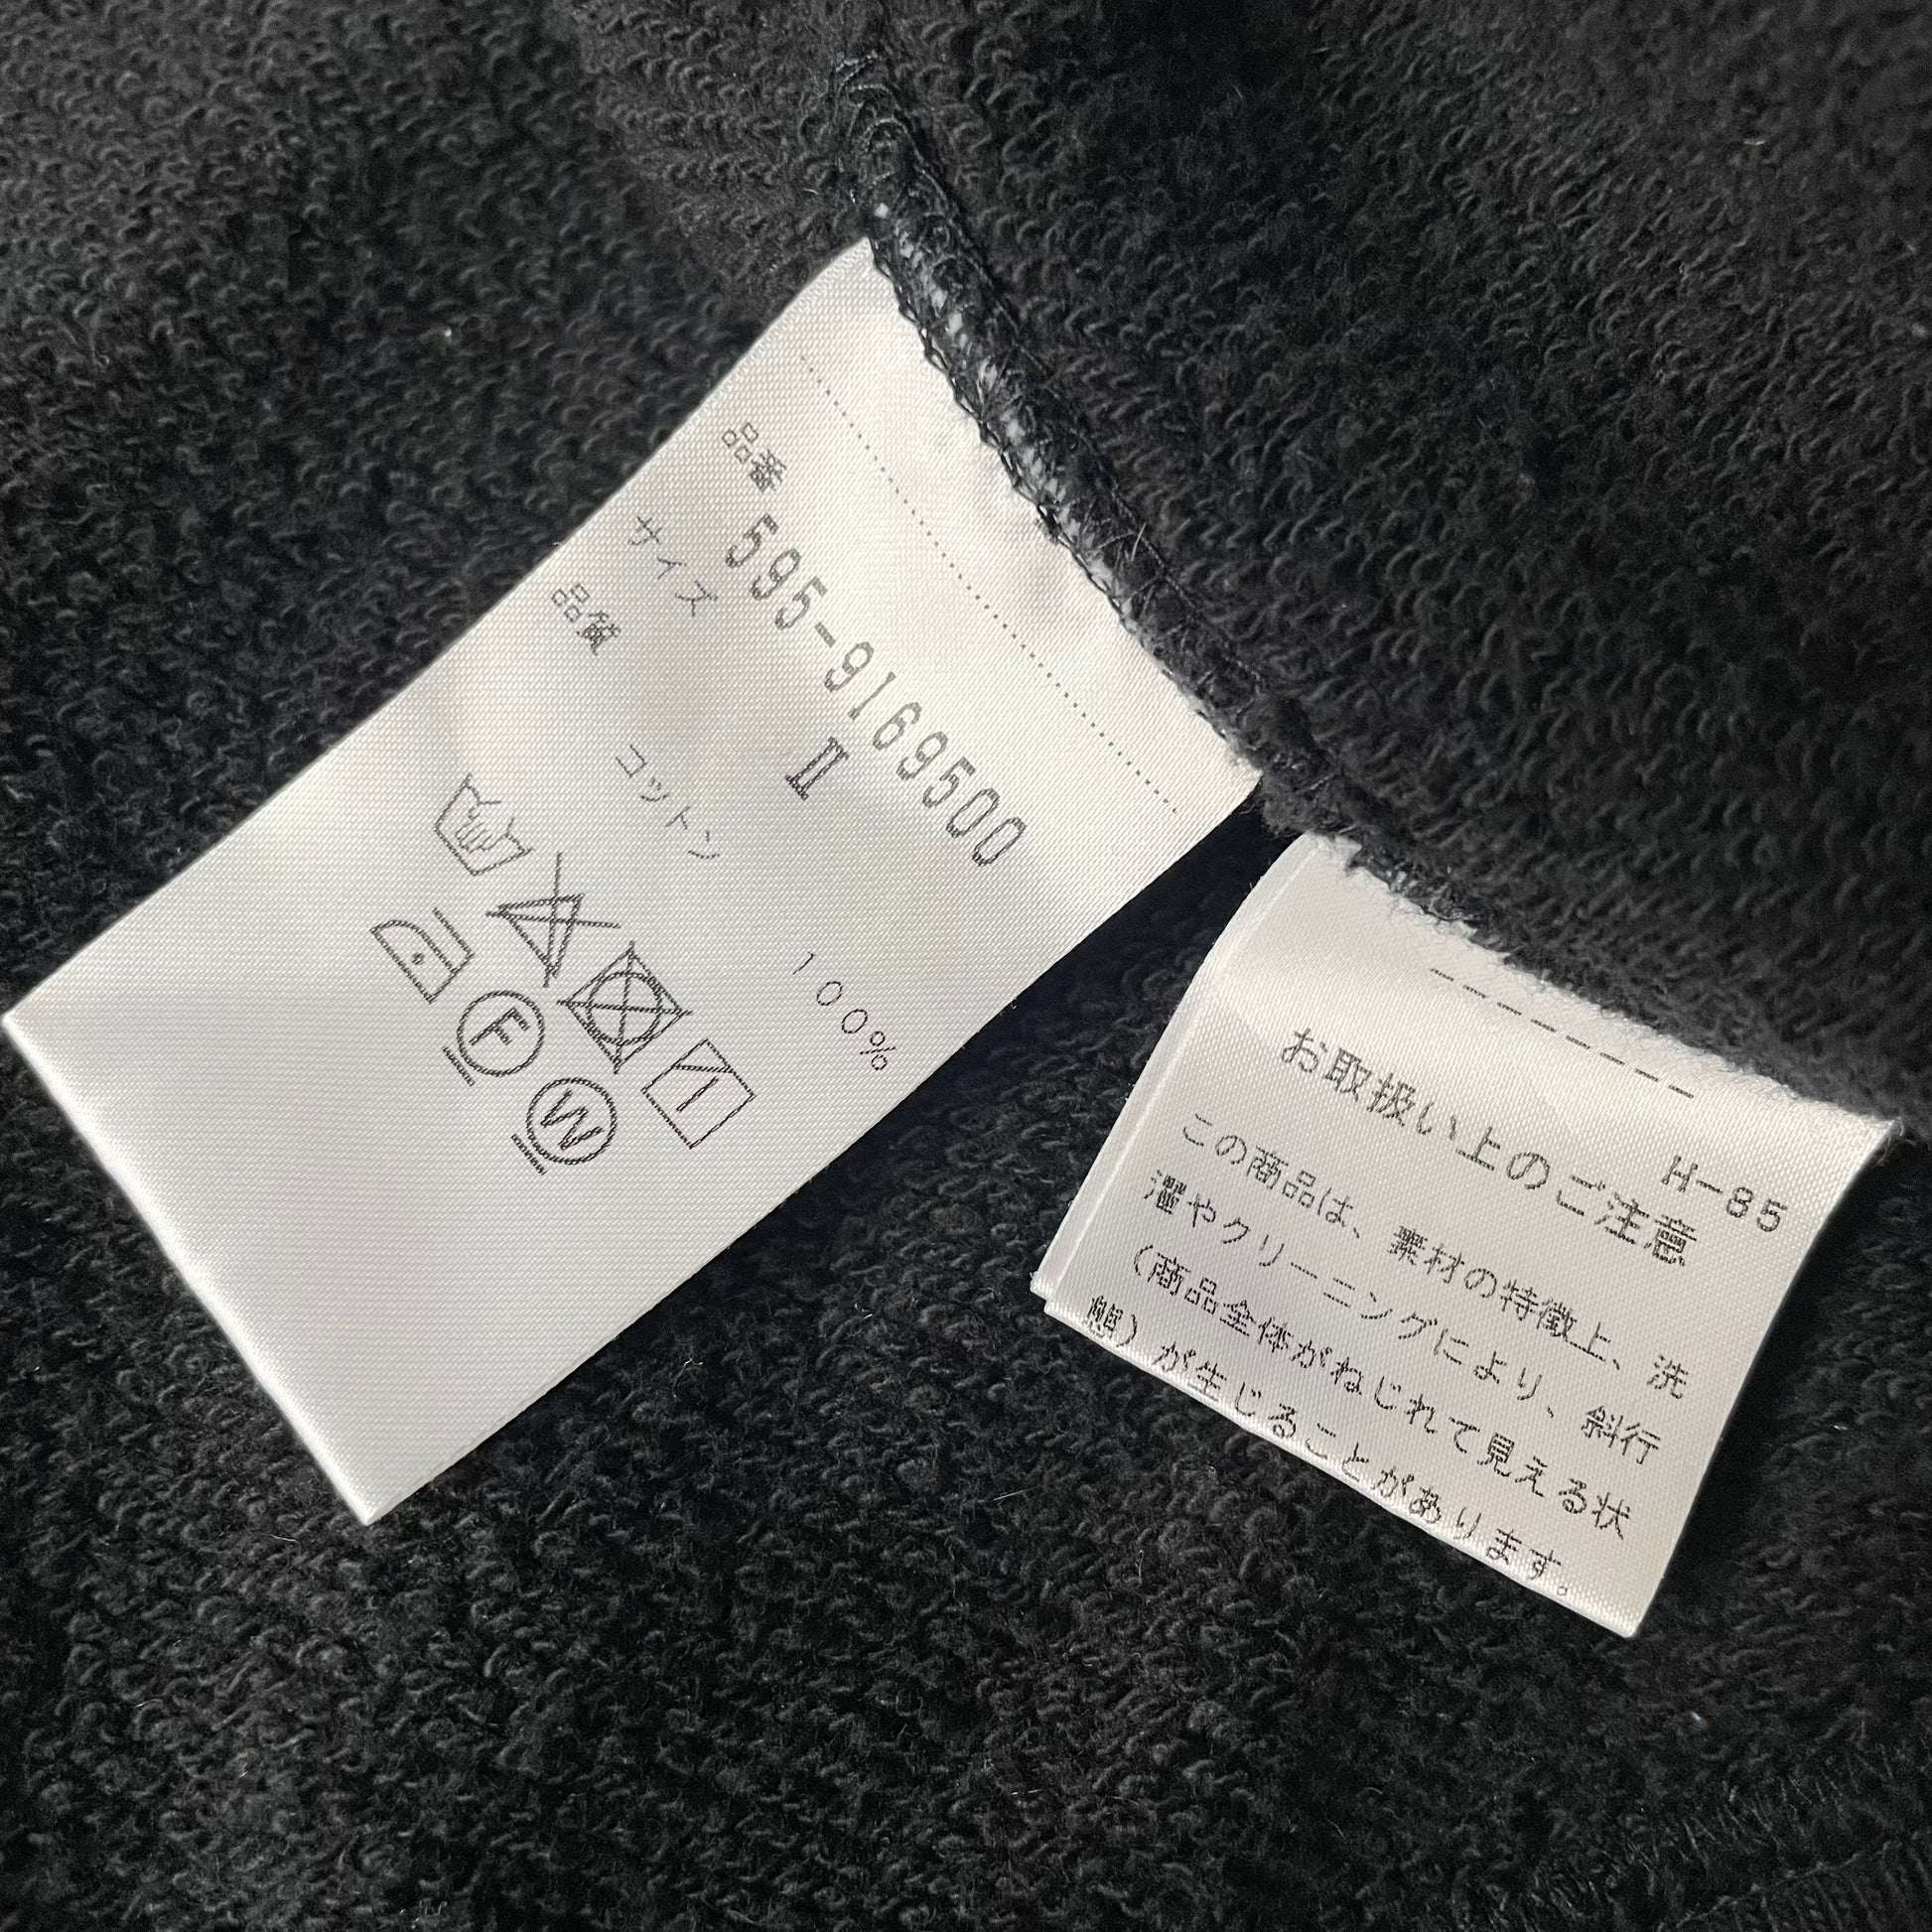 品番 595-9169500
サイズ Ⅱ
品質
コットン 100%
F
W
H-85
お取扱い上のご注意
この商品は、素材の特徴上、洗
濯やクリーニングにより、斜行
(商品全体がねじれて見える状
態)が生じることがあります。